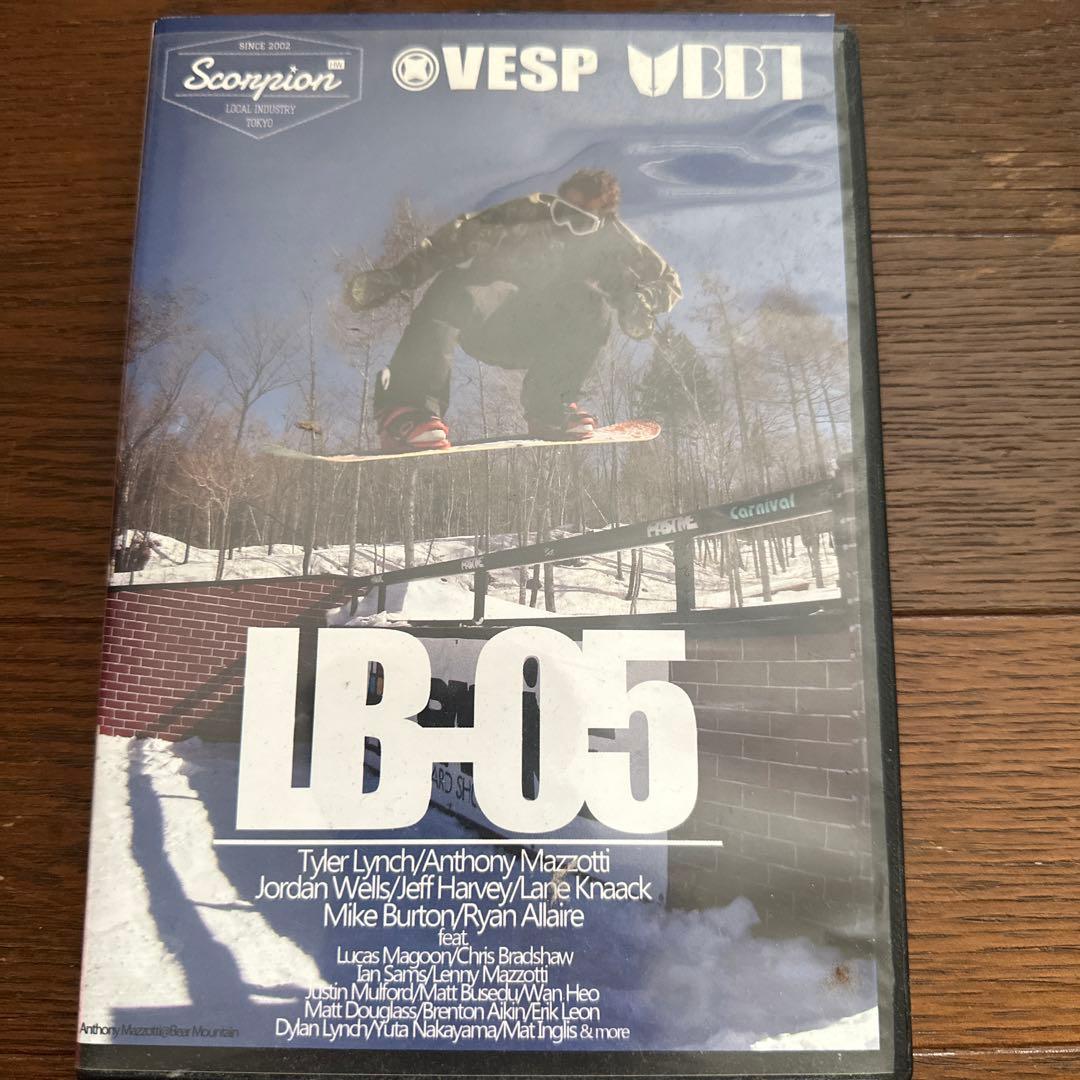 SINCE 2002
Scorpion HW
LOCAL INDUSTRY
TOKYO
VESP
BB7
Carnival
LB-05
Tyler Lynch/Anthony Mazzotti
Jordan Wells/Jeff Harvey/Lane Knaack
Mike Burton/Ryan Allaire
feat
Lucas Magoon/Chris Bradshaw
Ian Sams/Lenny Mazzotti
Justin Mulford/Matt Busedu/Wan Heo
Matt Douglass/Brenton Aikin/Erik Leon
Dylan Lynch/Yuta Nakayama/Mat Inglis & more
Anthony Mazzotti@Bear Mountain